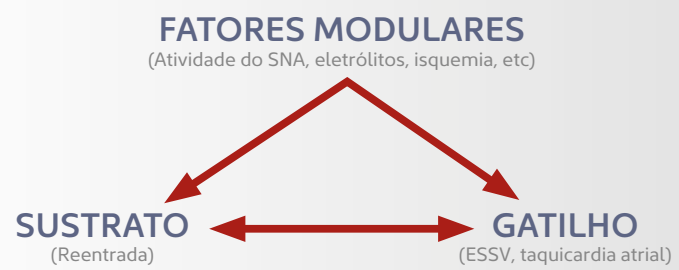 FATORES MODULARES
(Atividade do SNA, eletrólitos, isquemia, etc)
SUSTRATO
(Reentrada)
GATILHO
(ESSV, taquicardia atrial)